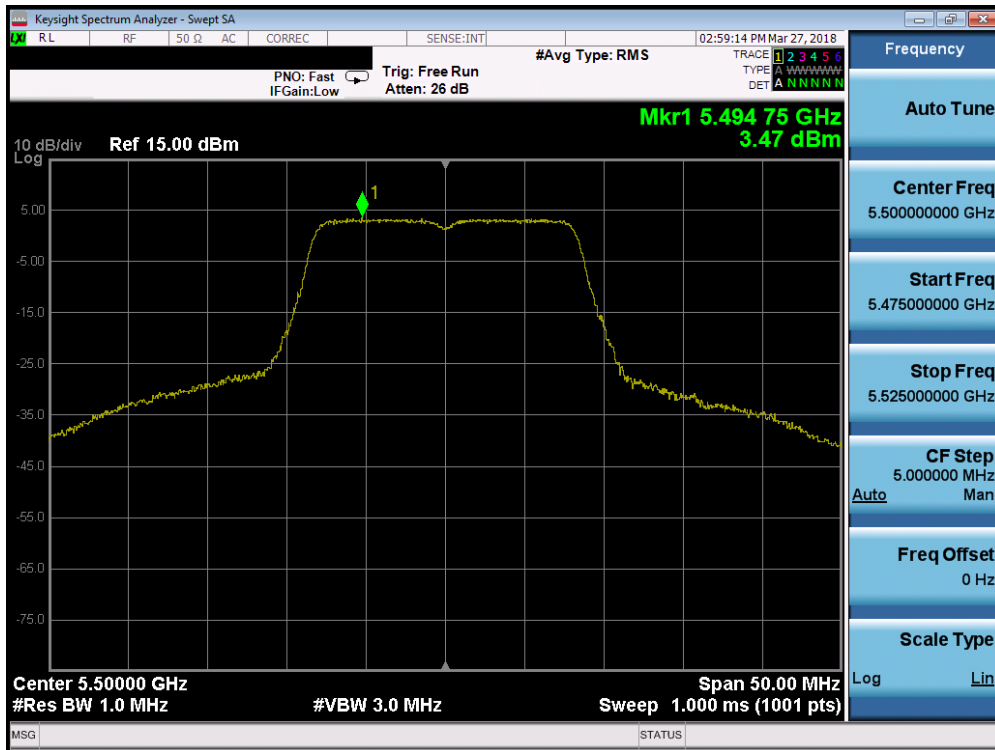 Keysight Spectrum Analyzer - Swept SA
LXI RL RF 50 Ω AC CORREC SENSE:INT 02:59:14 PM Mar 27, 2018
PNO: Fast
IFGain:Low
Trig: Free Run
Atten: 26 dB
#Avg Type: RMS
TRACE 1 2 3 4 5 6
TYPE A WWWWW
DET A N N N N N
Mkr1 5.494 75 GHz
3.47 dBm
10 dB/div Ref 15.00 dBm
Log
1
5.00
-5.00
-15.0
-25.0
-35.0
-45.0
-55.0
-65.0
-75.0
Center 5.50000 GHz Span 50.00 MHz
#Res BW 1.0 MHz #VBW 3.0 MHz Sweep 1.000 ms (1001 pts)
MSG STATUS
Frequency
Auto Tune
Center Freq
5.500000000 GHz
Start Freq
5.475000000 GHz
Stop Freq
5.525000000 GHz
CF Step
5.000000 MHz
Auto Man
Freq Offset
0 Hz
Scale Type
Log Lin